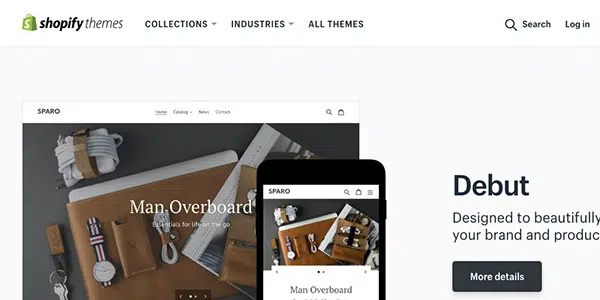 shopify themes
COLLECTIONS
INDUSTRIES
ALL THEMES
Search
Log in
SPARO
Home
Catalog
News
Contact
Man Overboard
Essentials for life on the go
SPARO
Man Overboard
Debut
Designed to beautifully
your brand and produc
More details